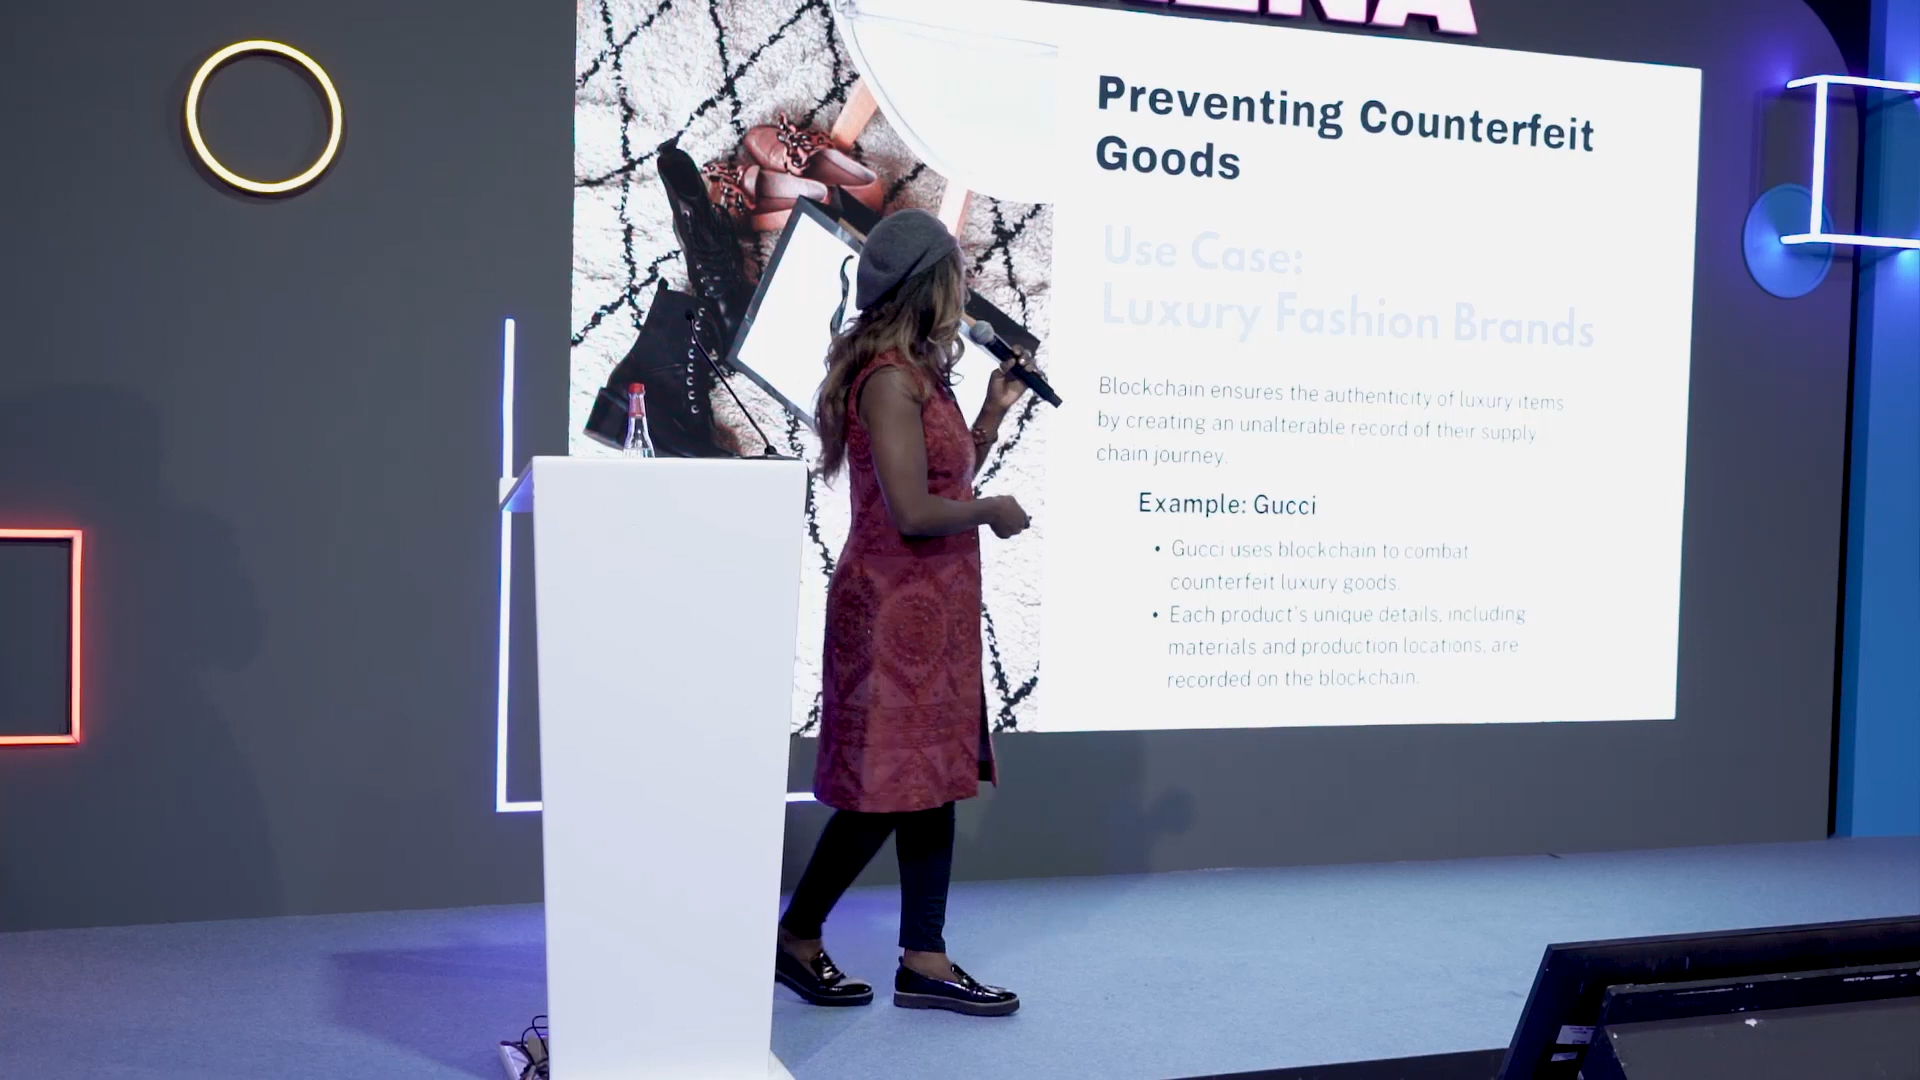 Preventing Counterfeit
Goods
Use Case:
Luxury Fashion Brands
Blockchain ensures the authenticity of luxury items
by creating an unalterable record of their supply
chain journey.
Example: Gucci
• Gucci uses blockchain to combat
counterfeit luxury goods.
• Each product's unique details, including
materials and production locations, are
recorded on the blockchain.